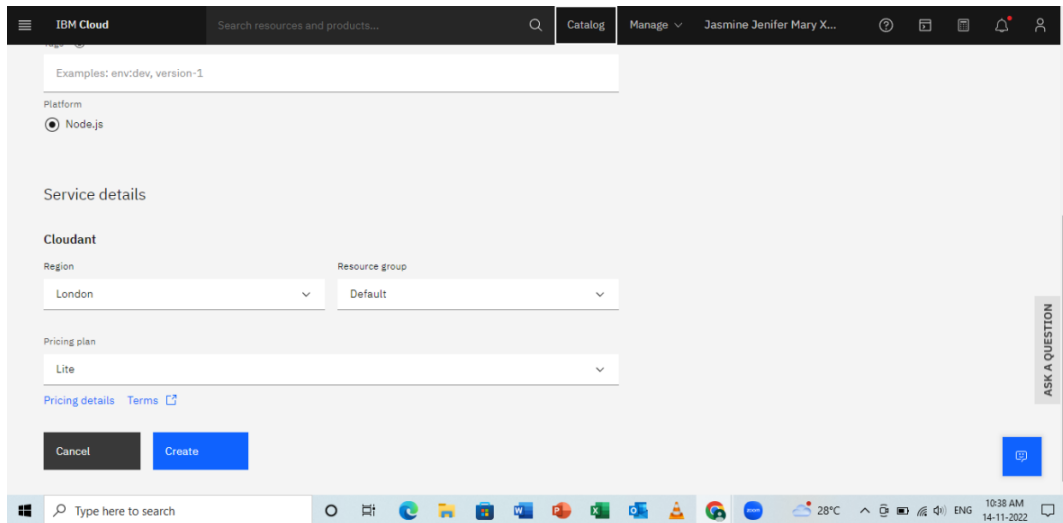 IBM Cloud
Search resources and products...
Catalog
Manage
Jasmine Jenifer Mary X...
Tags
Examples: env:dev, version-1
Platform
Node.js
Service details
Cloudant
Region
Resource group
London
Default
Pricing plan
Lite
Pricing details Terms
Cancel
Create
ASK A QUESTION
Type here to search
zoom
28°C
ENG
10:38 AM
14-11-2022